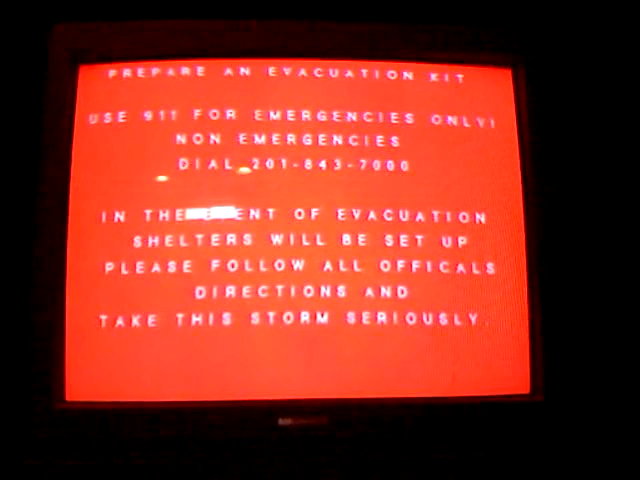 PREPARE AN EVACUATION KIT
USE 911 FOR EMERGENCIES ONLY!
NON EMERGENCIES
DIAL 201-843-7000
IN THE EVENT OF EVACUATION
SHELTERS WILL BE SET UP
PLEASE FOLLOW ALL OFFICALS
DIRECTIONS AND
TAKE THIS STORM SERIOUSLY.